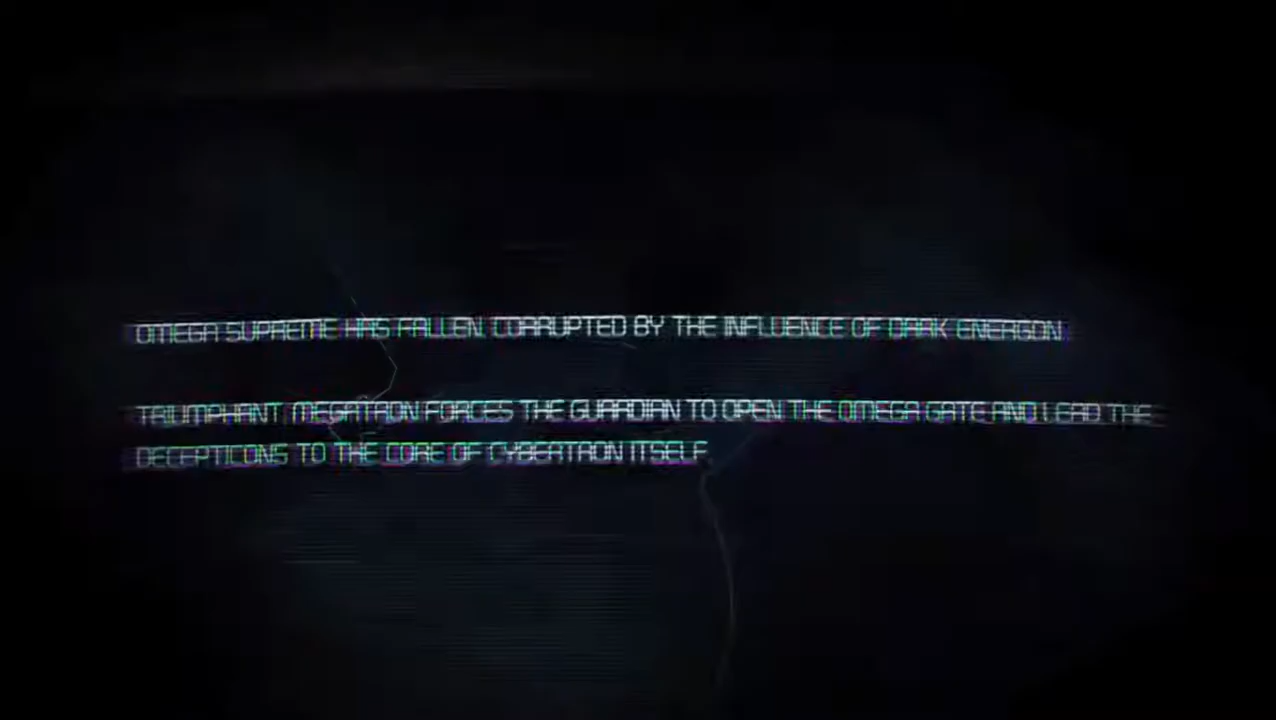 OMEGA SUPREME HAS FALLEN. CORRUPTED BY THE INFLUENCE OF DARK ENERGON.
TRIUMPHANT MEGATRON FORCES THE GUARDIAN TO OPEN THE OMEGA GATE AND LEAD THE
DECEPTICONS TO THE CORE OF CYBERTRON ITSELF.